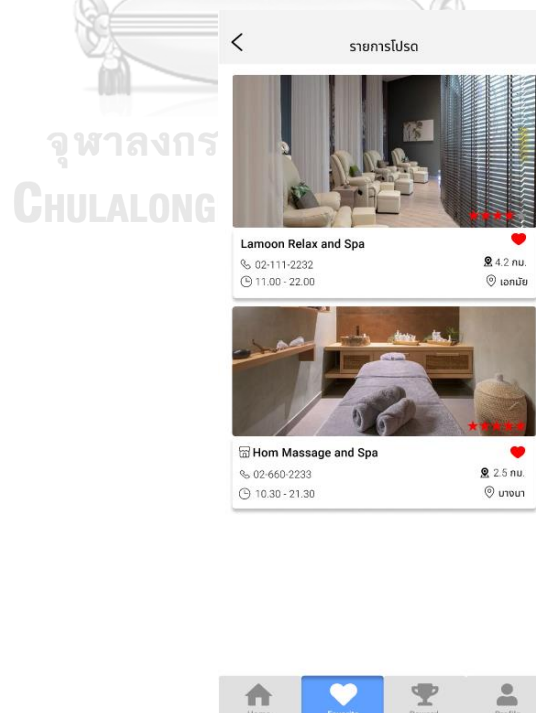 รายการโปรด
จุฬาลงกร
CHULALONG
Lamoon Relax and Spa
02-111-2232
4.2 กม.
11.00 - 22.00
เอกมัย
Hom Massage and Spa
02-660-2233
2.5 กม.
10.30 - 21.30
บางนา